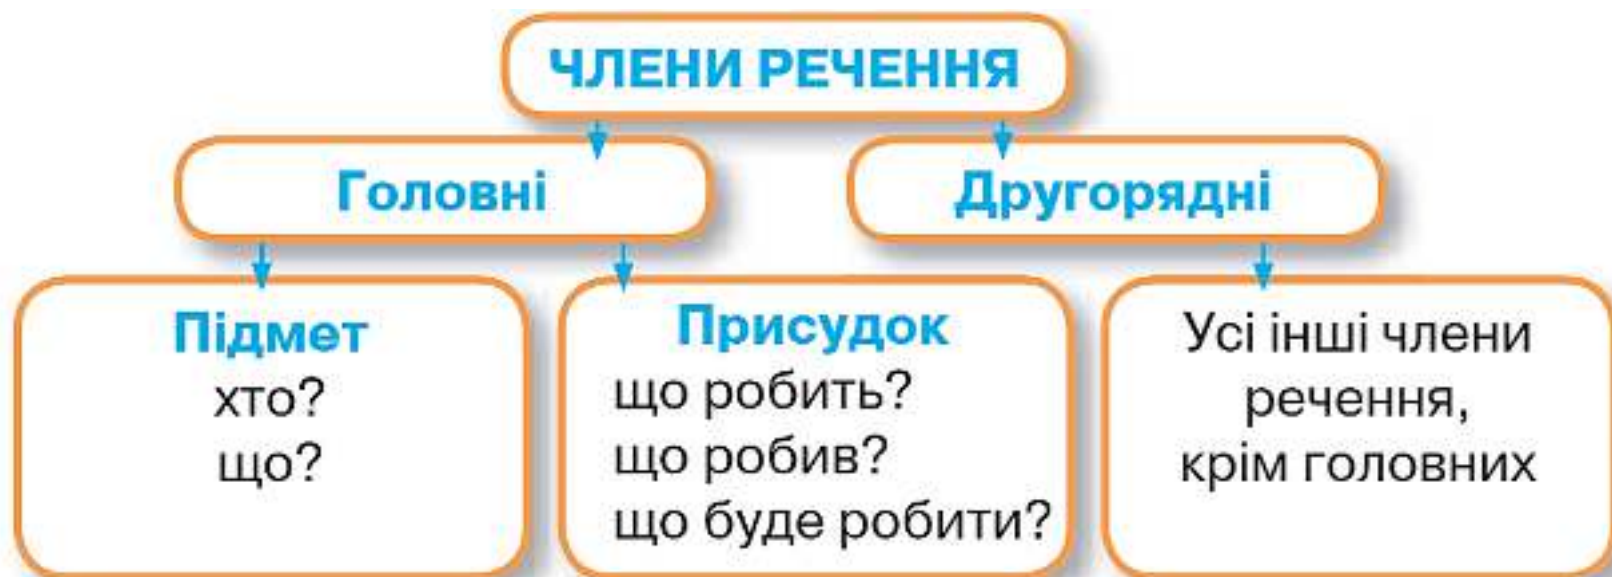 ЧЛЕНИ РЕЧЕННЯ
Головні
Другорядні
Підмет
хто?
що?
Присудок
що робить?
що робив?
що буде робити?
Усі інші члени
речення,
крім головних